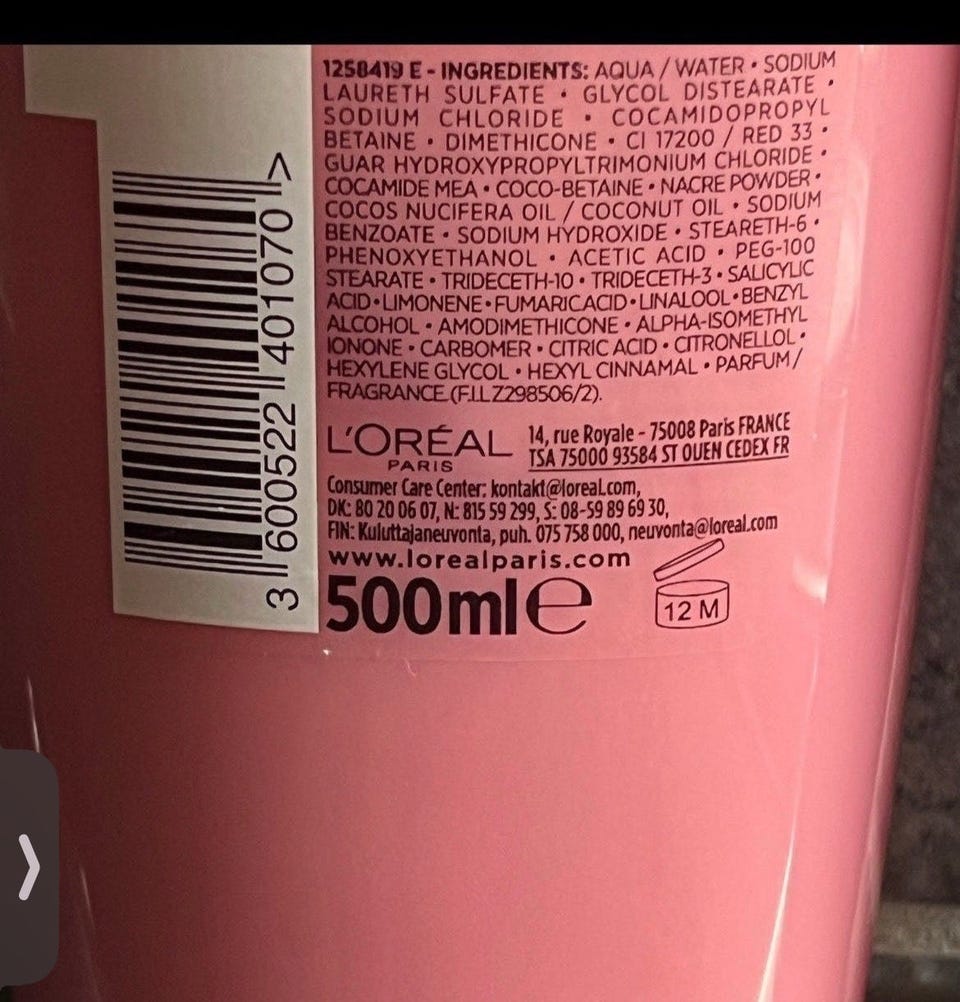 1258419 E - INGREDIENTS: AQUA / WATER • SODIUM
LAURETH SULFATE • GLYCOL DISTEARATE •
SODIUM CHLORIDE • COCAMIDOPROPYL
BETAINE • DIMETHICONE • CI 17200 / RED 33 •
GUAR HYDROXYPROPYLTRIMONIUM CHLORIDE •
COCAMIDE MEA • COCO-BETAINE • NACRE POWDER •
COCOS NUCIFERA OIL / COCONUT OIL • SODIUM
BENZOATE • SODIUM HYDROXIDE • STEARETH-6 •
PHENOXYETHANOL • ACETIC ACID • PEG-100
STEARATE • TRIDECETH-10 • TRIDECETH-3 • SALICYLIC
ACID • LIMONENE • FUMARIC ACID • LINALOOL • BENZYL
ALCOHOL • AMODIMETHICONE • ALPHA-ISOMETHYL
IONONE • CARBOMER • CITRIC ACID • CITRONELLOL •
HEXYLENE GLYCOL • HEXYL CINNAMAL • PARFUM /
FRAGRANCE (F.I.L. Z298506/2).
L'ORÉAL
PARIS
14, rue Royale - 75008 Paris FRANCE
TSA 75000 93584 ST OUEN CEDEX FR
Consumer Care Center: kontakt@loreal.com,
DK: 80 20 06 07, N: 815 59 299, S: 08-59 89 69 30,
FIN: Kuluttajaneuvonta, puh. 075 758 000, neuvonta@loreal.com
www.lorealparis.com
500 ml e
12 M
3 600522 401070 >